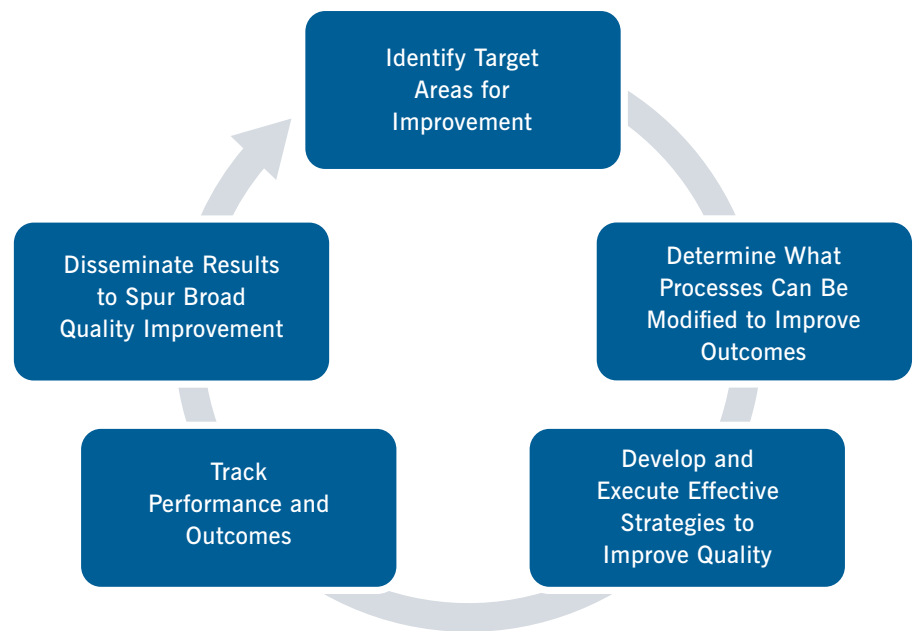 Identify Target
Areas for
Improvement
Determine What
Processes Can Be
Modified to Improve
Outcomes
Develop and
Execute Effective
Strategies to
Improve Quality
Track
Performance and
Outcomes
Disseminate Results
to Spur Broad
Quality Improvement